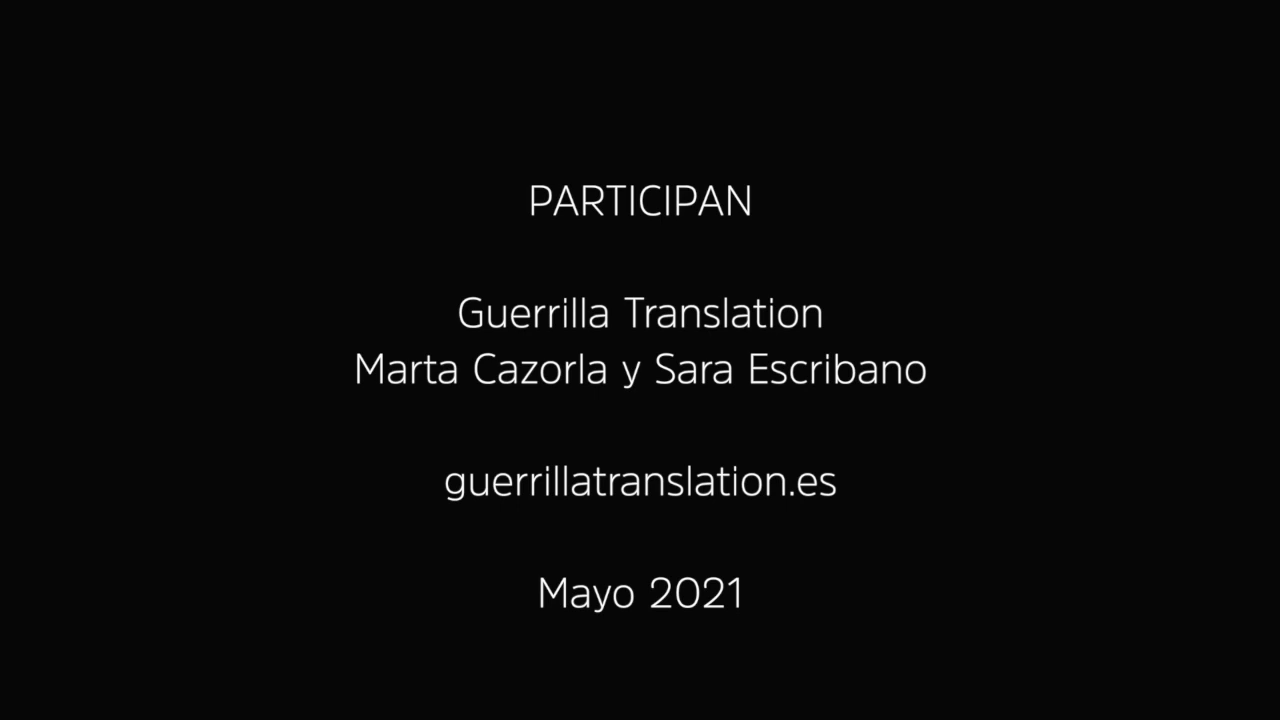 PARTICIPAN
Guerrilla Translation
Marta Cazorla y Sara Escribano
guerrillatranslation.es
Mayo 2021